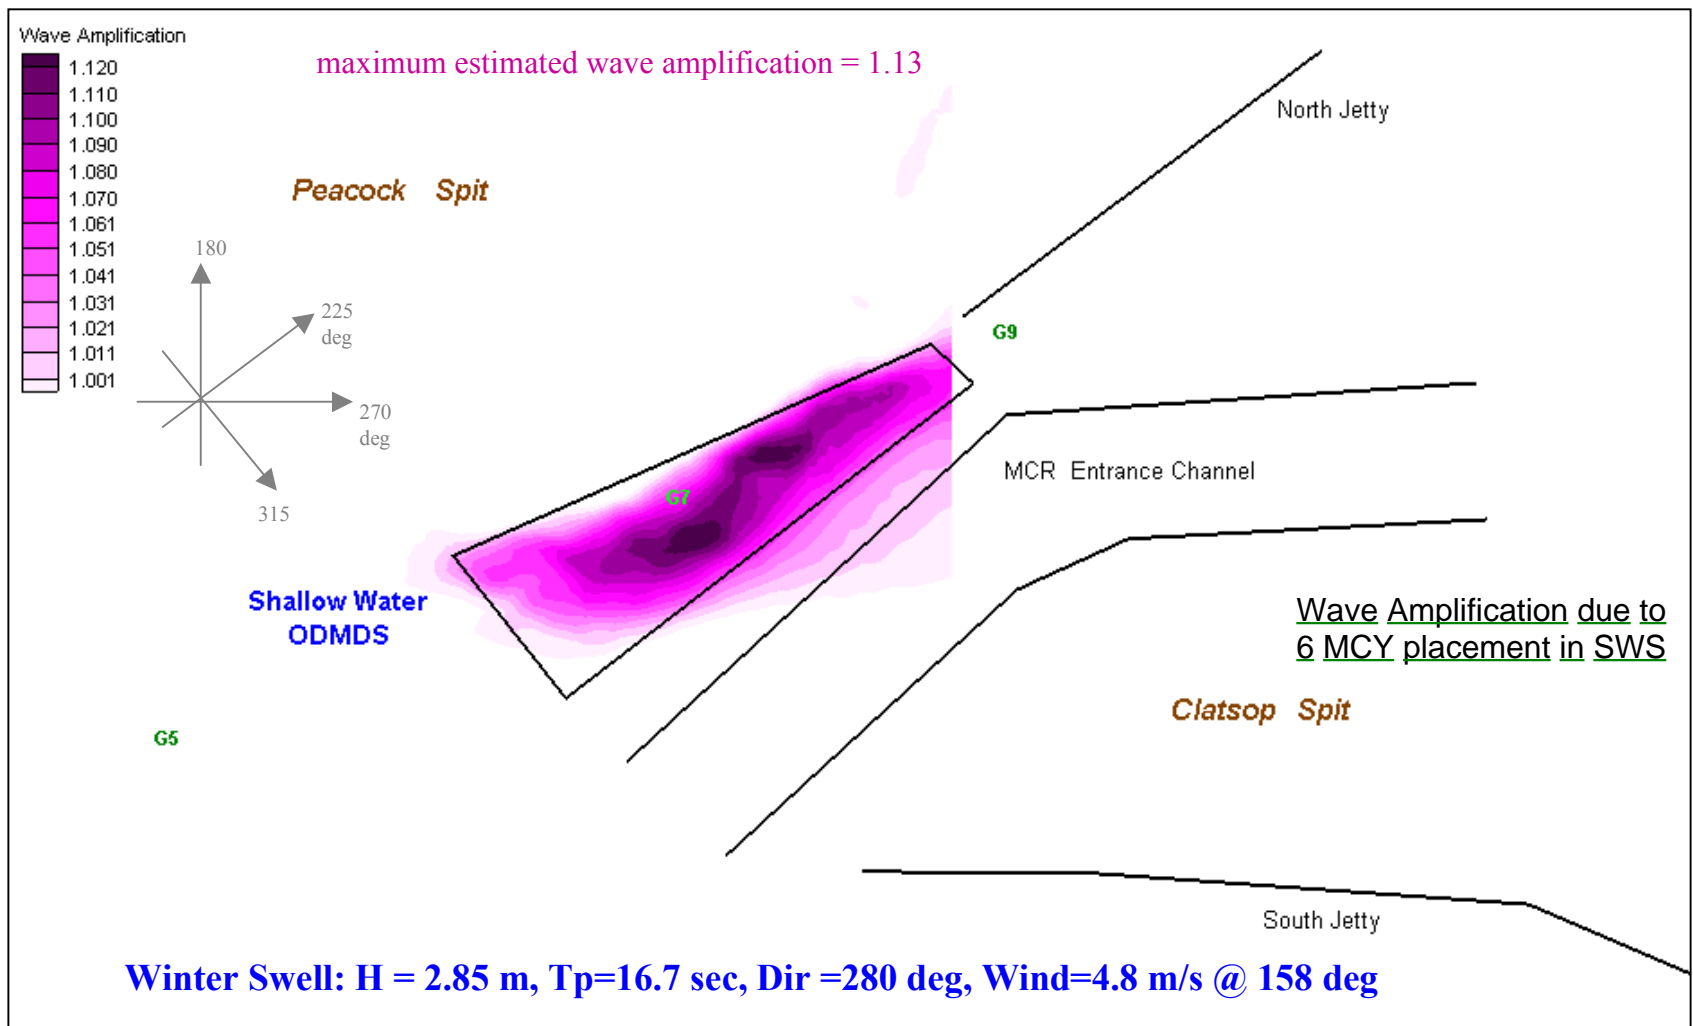 Wave Amplification
1.120
1.110
1.100
1.090
1.080
1.070
1.061
1.051
1.041
1.031
1.021
1.011
1.001
maximum estimated wave amplification = 1.13
North Jetty
Peacock Spit
180
225
deg
270
deg
315
G9
MCR Entrance Channel
G7
Shallow Water
ODMDS
Wave Amplification due to
6 MCY placement in SWS
Clatsop Spit
G5
South Jetty
Winter Swell: H = 2.85 m, Tp=16.7 sec, Dir =280 deg, Wind=4.8 m/s @ 158 deg